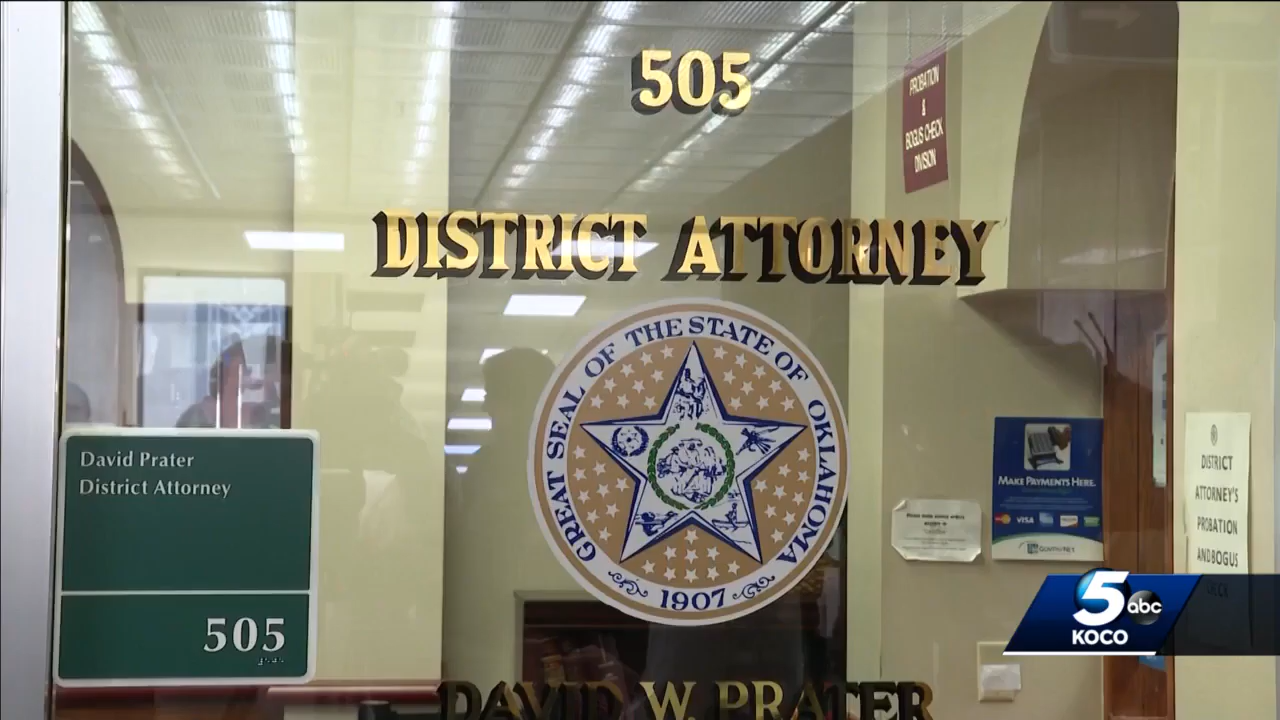 505
PROBATION
&
BOGUS CHECK
DIVISION
DISTRICT ATTORNEY
GREAT SEAL OF THE STATE OF OKLAHOMA
1907
David Prater
District Attorney
505
MAKE PAYMENTS HERE.
VISA
DISTRICT
ATTORNEY'S
PROBATION
AND BOGUS
5 abc
KOCO
DAVID W. PRATER